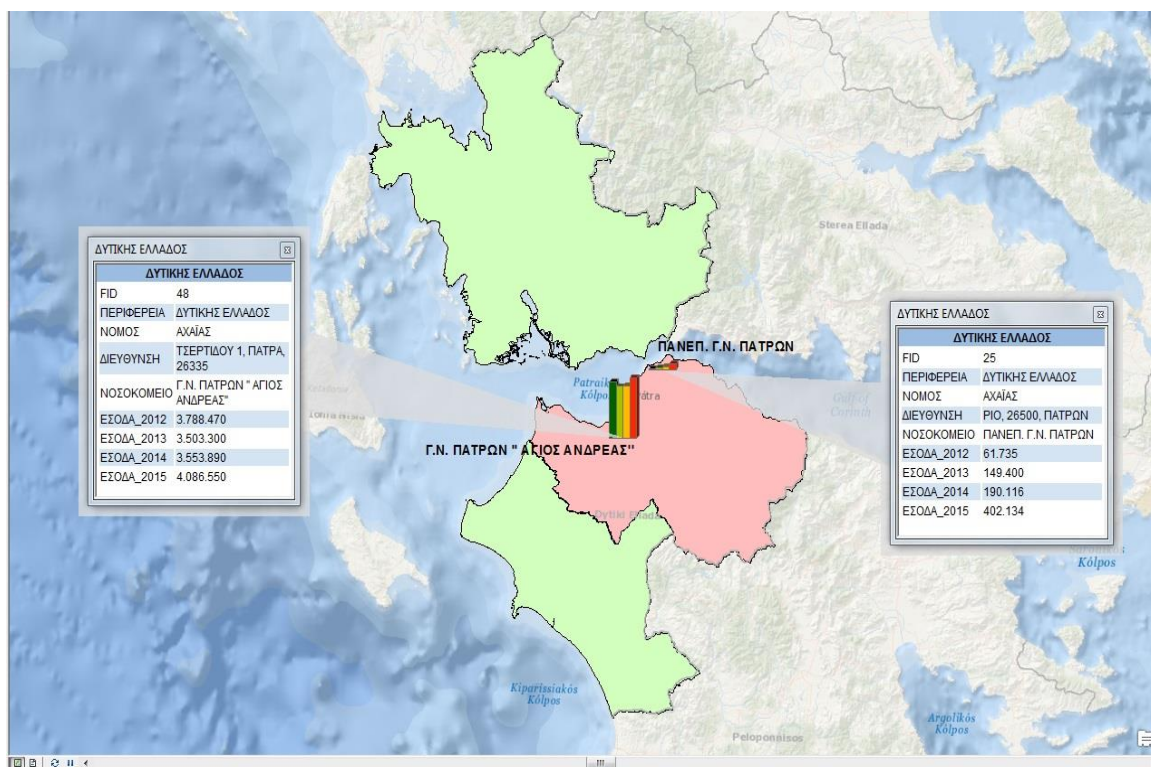 Sterea Ellada
ΔΥΤΙΚΗΣ ΕΛΛΑΔΟΣ
ΔΥΤΙΚΗΣ ΕΛΛΑΔΟΣ
FID 48
ΠΕΡΙΦΕΡΕΙΑ ΔΥΤΙΚΗΣ ΕΛΛΑΔΟΣ
ΝΟΜΟΣ ΑΧΑΪΑΣ
ΔΙΕΥΘΥΝΣΗ ΤΣΕΡΤΙΔΟΥ 1, ΠΑΤΡΑ,
26335
ΝΟΣΟΚΟΜΕΙΟ Γ.Ν. ΠΑΤΡΩΝ " ΑΓΙΟΣ
ΑΝΔΡΕΑΣ"
ΕΣΟΔΑ_2012 3.788.470
ΕΣΟΔΑ_2013 3.503.300
ΕΣΟΔΑ_2014 3.553.890
ΕΣΟΔΑ_2015 4.086.550
ΠΑΝΕΠ. Γ.Ν. ΠΑΤΡΩΝ
Kólpos
Γ.Ν. ΠΑΤΡΩΝ " ΑΓΙΟΣ ΑΝΔΡΕΑΣ"
Gulf of
Corinth
ΔΥΤΙΚΗΣ ΕΛΛΑΔΟΣ
ΔΥΤΙΚΗΣ ΕΛΛΑΔΟΣ
FID 25
ΠΕΡΙΦΕΡΕΙΑ ΔΥΤΙΚΗΣ ΕΛΛΑΔΟΣ
ΝΟΜΟΣ ΑΧΑΪΑΣ
ΔΙΕΥΘΥΝΣΗ ΡΙΟ, 26500, ΠΑΤΡΩΝ
ΝΟΣΟΚΟΜΕΙΟ ΠΑΝΕΠ. Γ.Ν. ΠΑΤΡΩΝ
ΕΣΟΔΑ_2012 61.735
ΕΣΟΔΑ_2013 149.400
ΕΣΟΔΑ_2014 190.116
ΕΣΟΔΑ_2015 402.134
Dytiki Ellada
Kólpos
Kiparissiakós
Kólpos
Argolikós
Kólpos
Peloponnisos